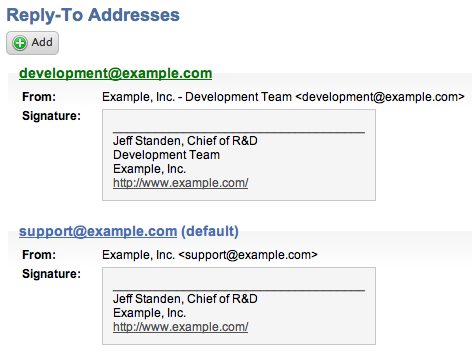 Reply-To Addresses
Add
development@example.com
From: Example, Inc. - Development Team <development@example.com>
Signature:
Jeff Standen, Chief of R&D
Development Team
Example, Inc.
http://www.example.com/
support@example.com (default)
From: Example, Inc. <support@example.com>
Signature:
Jeff Standen, Chief of R&D
Example, Inc.
http://www.example.com/